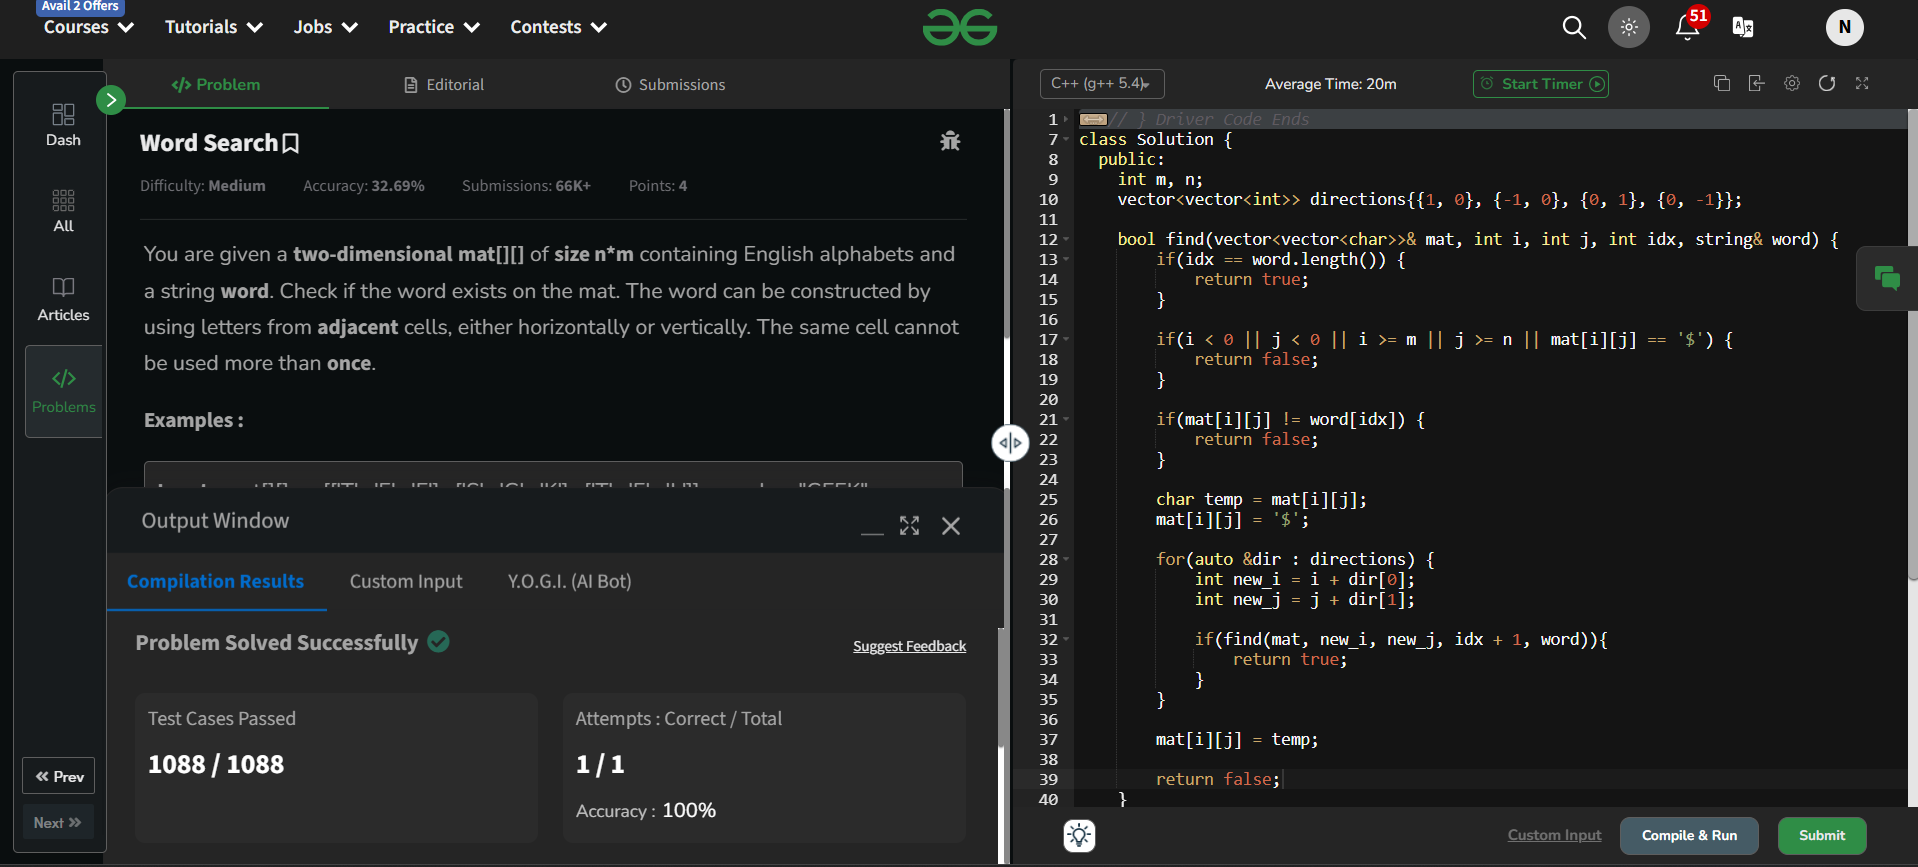 Avail 2 Offers
Courses Tutorials Jobs Practice Contests
51
N
Dash
All
Articles
Problems
Prev
Next
Problem Editorial Submissions
Word Search
Difficulty: Medium Accuracy: 32.69% Submissions: 66K+ Points: 4
You are given a two-dimensional mat[][] of size n*m containing English alphabets and
a string word. Check if the word exists on the mat. The word can be constructed by
using letters from adjacent cells, either horizontally or vertically. The same cell cannot
be used more than once.
Examples :
Output Window
Compilation Results Custom Input Y.O.G.I. (AI Bot)
Problem Solved Successfully
Suggest Feedback
Test Cases Passed
1088 / 1088
Attempts : Correct / Total
1 / 1
Accuracy : 100%
C++ (g++ 5.4) Average Time: 20m Start Timer
1 // } Driver Code Ends
7 class Solution {
8 public:
9 int m, n;
10 vector<vector<int>> directions{{1, 0}, {-1, 0}, {0, 1}, {0, -1}};
11
12 bool find(vector<vector<char>>& mat, int i, int j, int idx, string& word) {
13 if(idx == word.length()) {
14 return true;
15 }
16
17 if(i < 0 || j < 0 || i >= m || j >= n || mat[i][j] == '$') {
18 return false;
19 }
20
21 if(mat[i][j] != word[idx]) {
22 return false;
23 }
24
25 char temp = mat[i][j];
26 mat[i][j] = '$';
27
28 for(auto &dir : directions) {
29 int new_i = i + dir[0];
30 int new_j = j + dir[1];
31
32 if(find(mat, new_i, new_j, idx + 1, word)){
33 return true;
34 }
35 }
36
37 mat[i][j] = temp;
38
39 return false;
40 }
Custom Input Compile & Run Submit